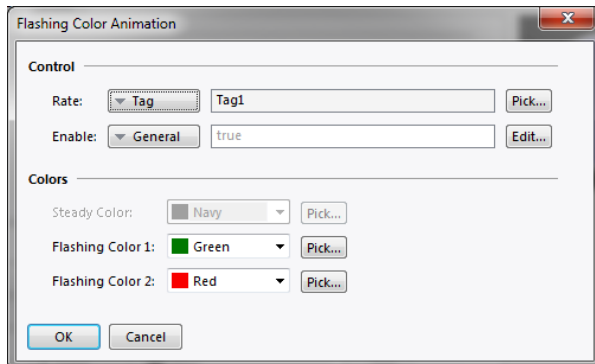 Flashing Color Animation
Control
Rate: Tag Tag1 Pick...
Enable: General true Edit...
Colors
Steady Color: Navy Pick...
Flashing Color 1: Green Pick...
Flashing Color 2: Red Pick...
OK Cancel